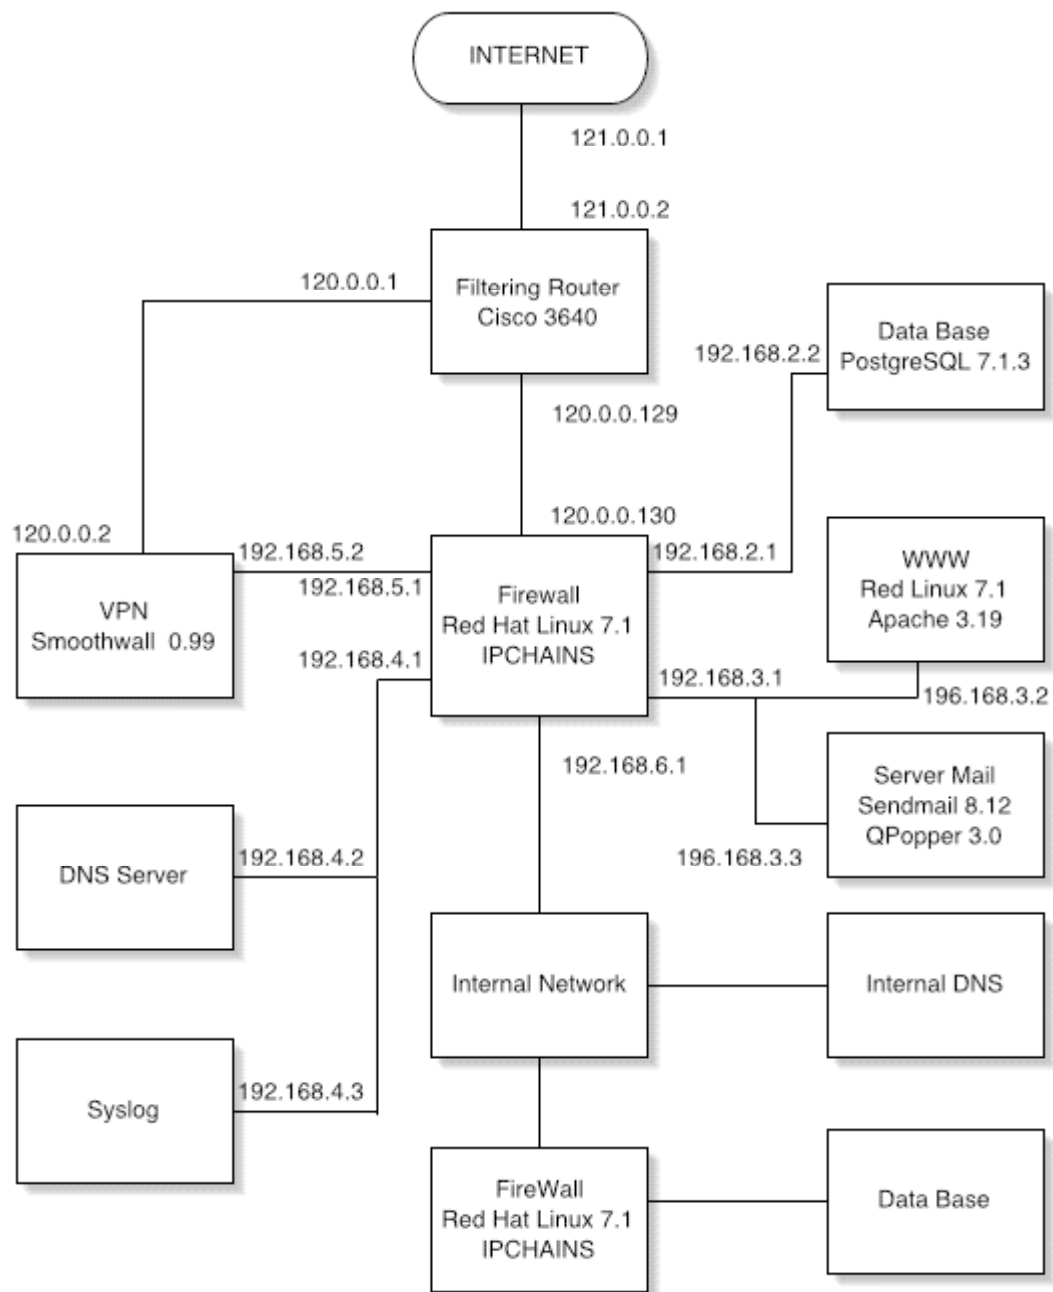 INTERNET
121.0.0.1
121.0.0.2
120.0.0.1
Filtering Router
Cisco 3640
192.168.2.2
Data Base
PostgreSQL 7.1.3
120.0.0.129
120.0.0.2
120.0.0.130
192.168.5.2
192.168.5.1
192.168.2.1
VPN
Smoothwall 0.99
Firewall
Red Hat Linux 7.1
IPCHAINS
WWW
Red Linux 7.1
Apache 3.19
192.168.4.1
192.168.3.1
196.168.3.2
192.168.6.1
Server Mail
Sendmail 8.12
QPopper 3.0
196.168.3.3
DNS Server
192.168.4.2
Internal Network
Internal DNS
Syslog
192.168.4.3
FireWall
Red Hat Linux 7.1
IPCHAINS
Data Base